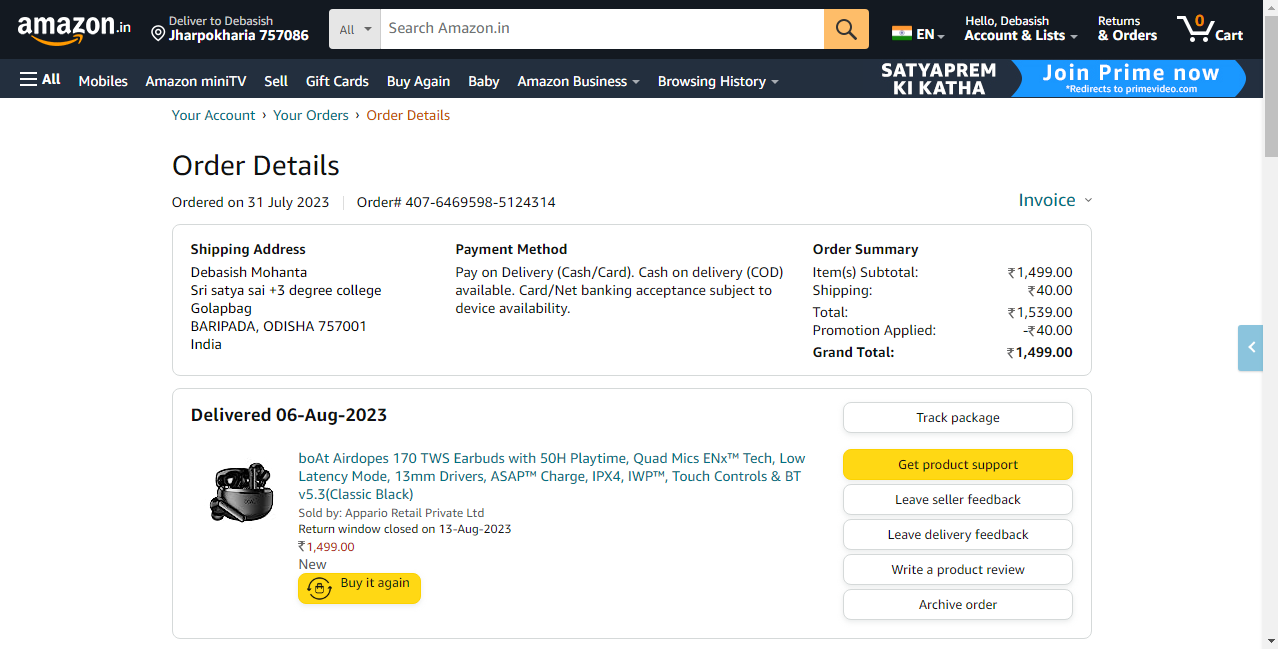 amazon.in
Deliver to Debasish
Jharpokharia 757086
All
Search Amazon.in
EN
Hello, Debasish
Account & Lists
Returns
& Orders
0
Cart
All
Mobiles
Amazon miniTV
Sell
Gift Cards
Buy Again
Baby
Amazon Business
Browsing History
SATYAPREM
KI KATHA
Join Prime now
*Redirects to primevideo.com
Your Account › Your Orders › Order Details
Order Details
Ordered on 31 July 2023
Order# 407-6469598-5124314
Invoice
Shipping Address
Debasish Mohanta
Sri satya sai +3 degree college
Golapbag
BARIPADA, ODISHA 757001
India
Payment Method
Pay on Delivery (Cash/Card). Cash on delivery (COD)
available. Card/Net banking acceptance subject to
device availability.
Order Summary
Item(s) Subtotal: ₹1,499.00
Shipping: ₹40.00
Total: ₹1,539.00
Promotion Applied: -₹40.00
Grand Total: ₹1,499.00
Delivered 06-Aug-2023
boAt Airdopes 170 TWS Earbuds with 50H Playtime, Quad Mics ENx™ Tech, Low
Latency Mode, 13mm Drivers, ASAP™ Charge, IPX4, IWP™, Touch Controls & BT
v5.3(Classic Black)
Sold by: Appario Retail Private Ltd
Return window closed on 13-Aug-2023
₹1,499.00
New
Buy it again
Track package
Get product support
Leave seller feedback
Leave delivery feedback
Write a product review
Archive order